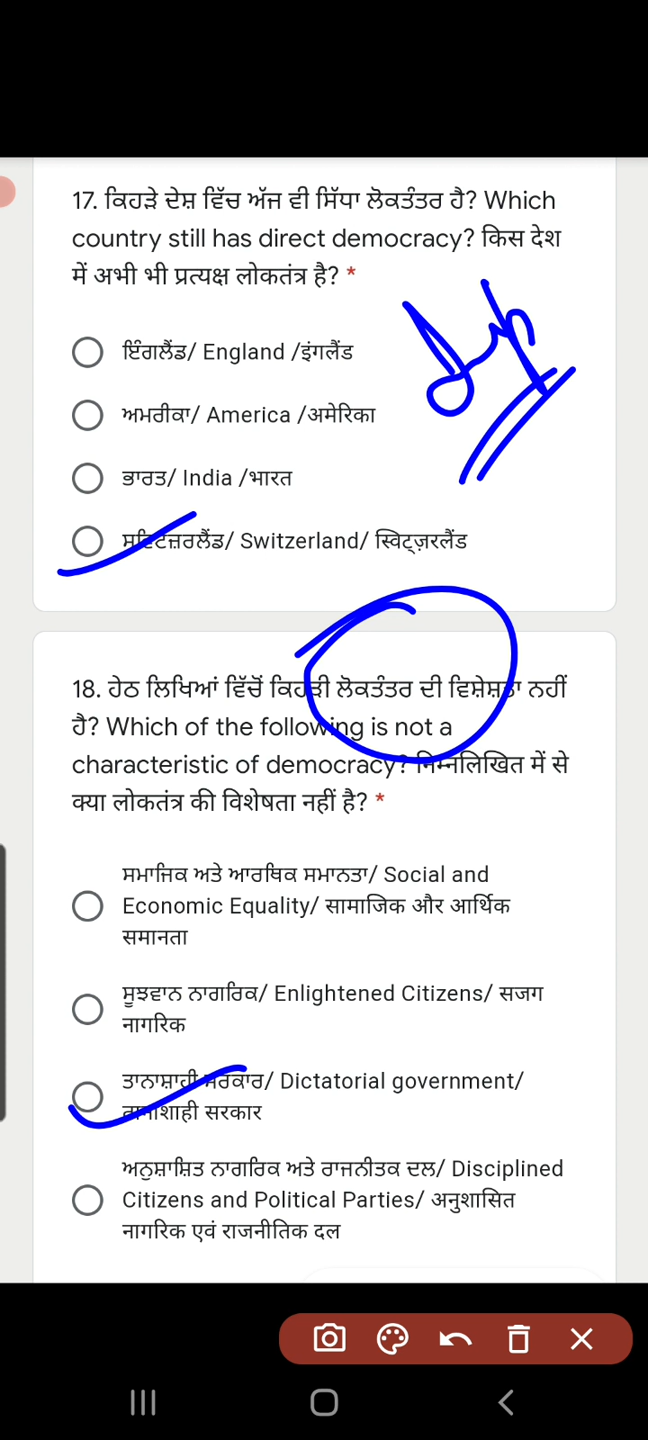 17. ਕਿਹੜੇ ਦੇਸ਼ ਵਿੱਚ ਅੱਜ ਵੀ ਸਿੱਧਾ ਲੋਕਤੰਤਰ ਹੈ? Which
country still has direct democracy? किस देश
में अभी भी प्रत्यक्ष लोकतंत्र है? *
ਇੰਗਲੈਂਡ/ England /इंगलैंड
ਅਮਰੀਕਾ/ America /अमेरिका
ਭਾਰਤ/ India /भारत
ਸਵਿਟਜ਼ਰਲੈਂਡ/ Switzerland/ स्विट्ज़रलैंड
18. ਹੇਠ ਲਿਖਿਆਂ ਵਿੱਚੋਂ ਕਿਹੜੀ ਲੋਕਤੰਤਰ ਦੀ ਵਿਸ਼ੇਸ਼ਤਾ ਨਹੀਂ
ਹੈ? Which of the following is not a
characteristic of democracy? निम्नलिखित में से
क्या लोकतंत्र की विशेषता नहीं है? *
ਸਮਾਜਿਕ ਅਤੇ ਆਰਥਿਕ ਸਮਾਨਤਾ/ Social and
Economic Equality/ सामाजिक और आर्थिक
समानता
ਸੂਝਵਾਨ ਨਾਗਰਿਕ/ Enlightened Citizens/ सजग
नागरिक
ਤਾਨਾਸ਼ਾਹੀ ਸਰਕਾਰ/ Dictatorial government/
तानाशाही सरकार
ਅਨੁਸ਼ਾਸ਼ਿਤ ਨਾਗਰਿਕ ਅਤੇ ਰਾਜਨੀਤਕ ਦਲ/ Disciplined
Citizens and Political Parties/ अनुशासित
नागरिक एवं राजनीतिक दल